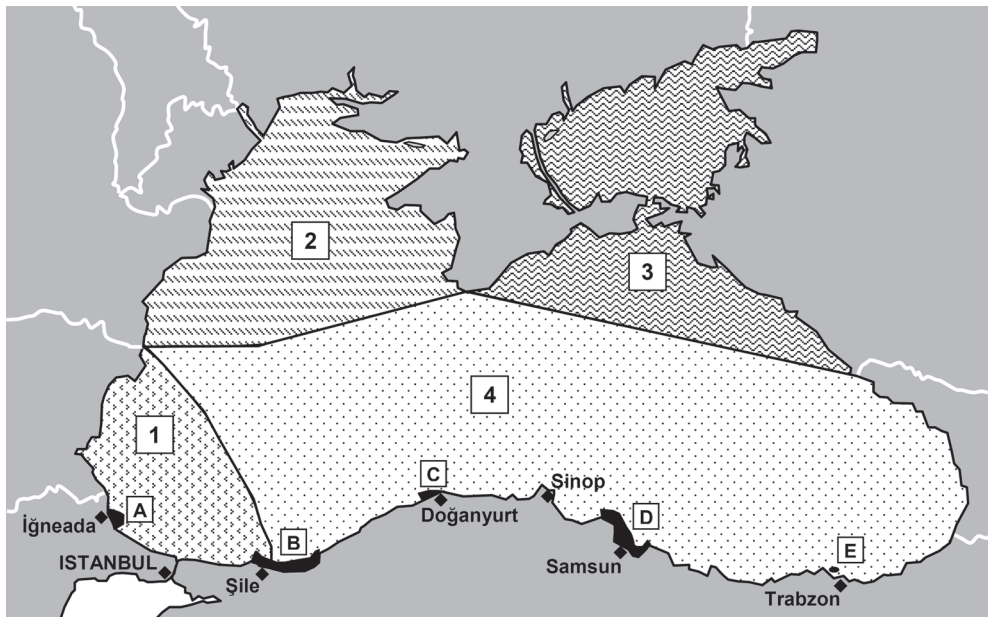 2
3
4
1
C
Sinop
A
Doğanyurt
D
İğneada
B
E
ISTANBUL
Samsun
Şile
Trabzon